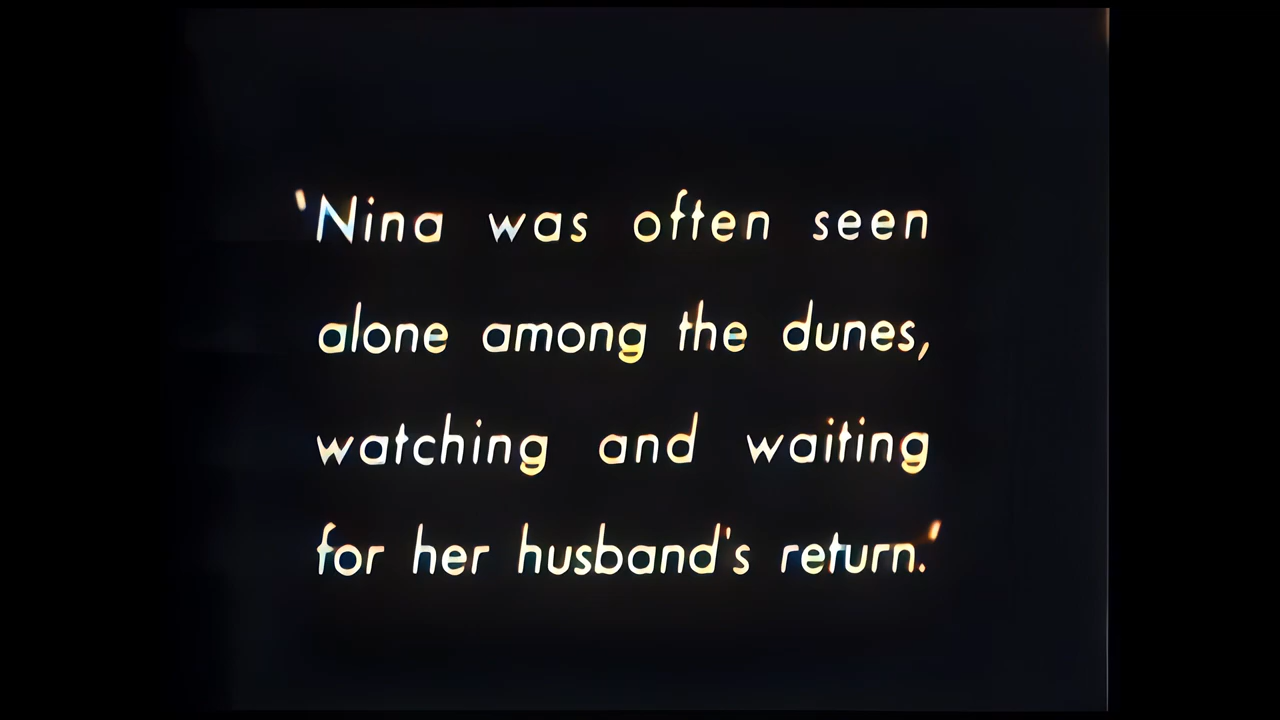 'Nina was often seen
alone among the dunes,
watching and waiting
for her husband's return.'